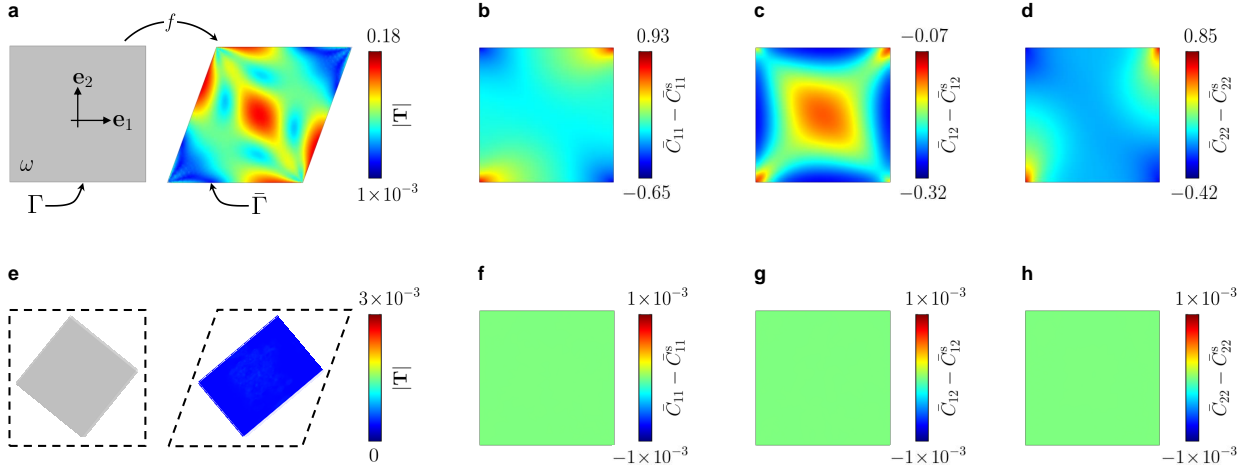 a
f
e₂
e₁
ω
Γ
Γ̄
0.18
|T|
1×10⁻³
b
0.93
C̄₁₁ − C̄ˢ₁₁
−0.65
c
−0.07
C̄₁₂ − C̄ˢ₁₂
−0.32
d
0.85
C̄₂₂ − C̄ˢ₂₂
−0.42
e
3×10⁻³
|T|
0
f
1×10⁻³
C̄₁₁ − C̄ˢ₁₁
−1×10⁻³
g
1×10⁻³
C̄₁₂ − C̄ˢ₁₂
−1×10⁻³
h
1×10⁻³
C̄₂₂ − C̄ˢ₂₂
−1×10⁻³